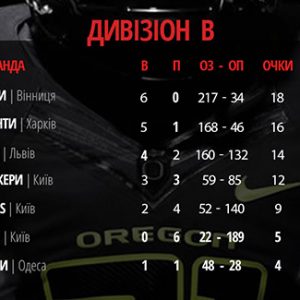 ДИВІЗІОН В
АНДА В П ОЗ - ОП ОЧКИ
И | Вінниця 6 0 217 - 34 18
НТИ | Харків 5 1 168 - 46 16
| Львів 4 2 160 - 132 14
КЕРИ | Київ 3 3 59 - 85 12
S | Київ 2 4 52 - 140 9
| Київ 0 6 22 - 189 5
И | Одеса 1 1 48 - 28 4
OREGON